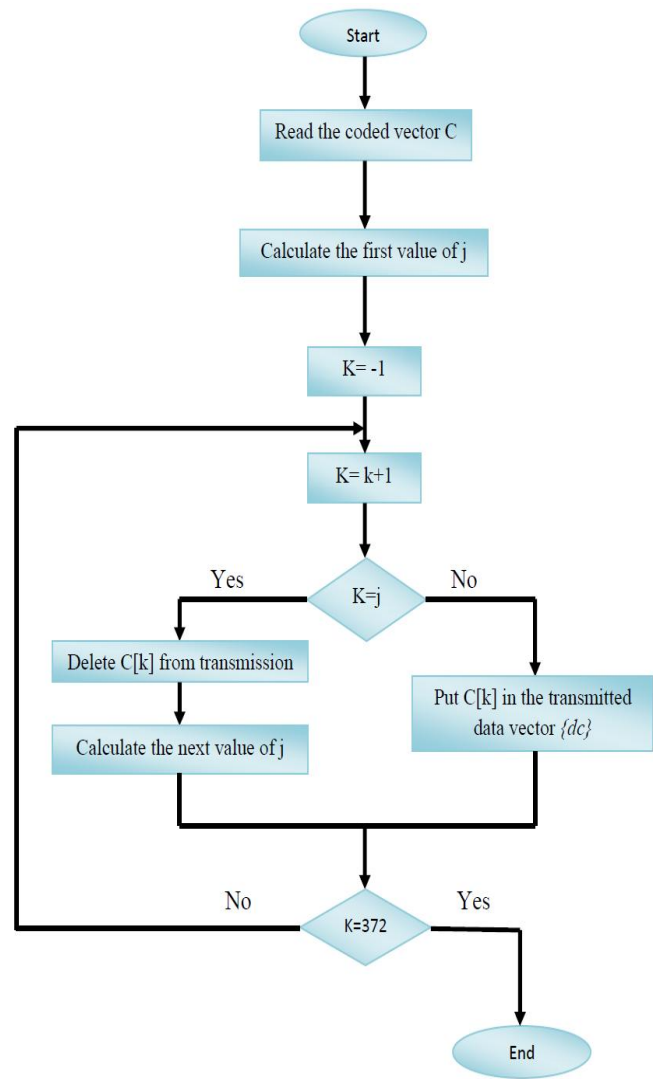 Start
Read the coded vector C
Calculate the first value of j
K= -1
K= k+1
Yes
No
K=j
Delete C[k] from transmission
Put C[k] in the transmitted
data vector {dc}
Calculate the next value of j
No
Yes
K=372
End